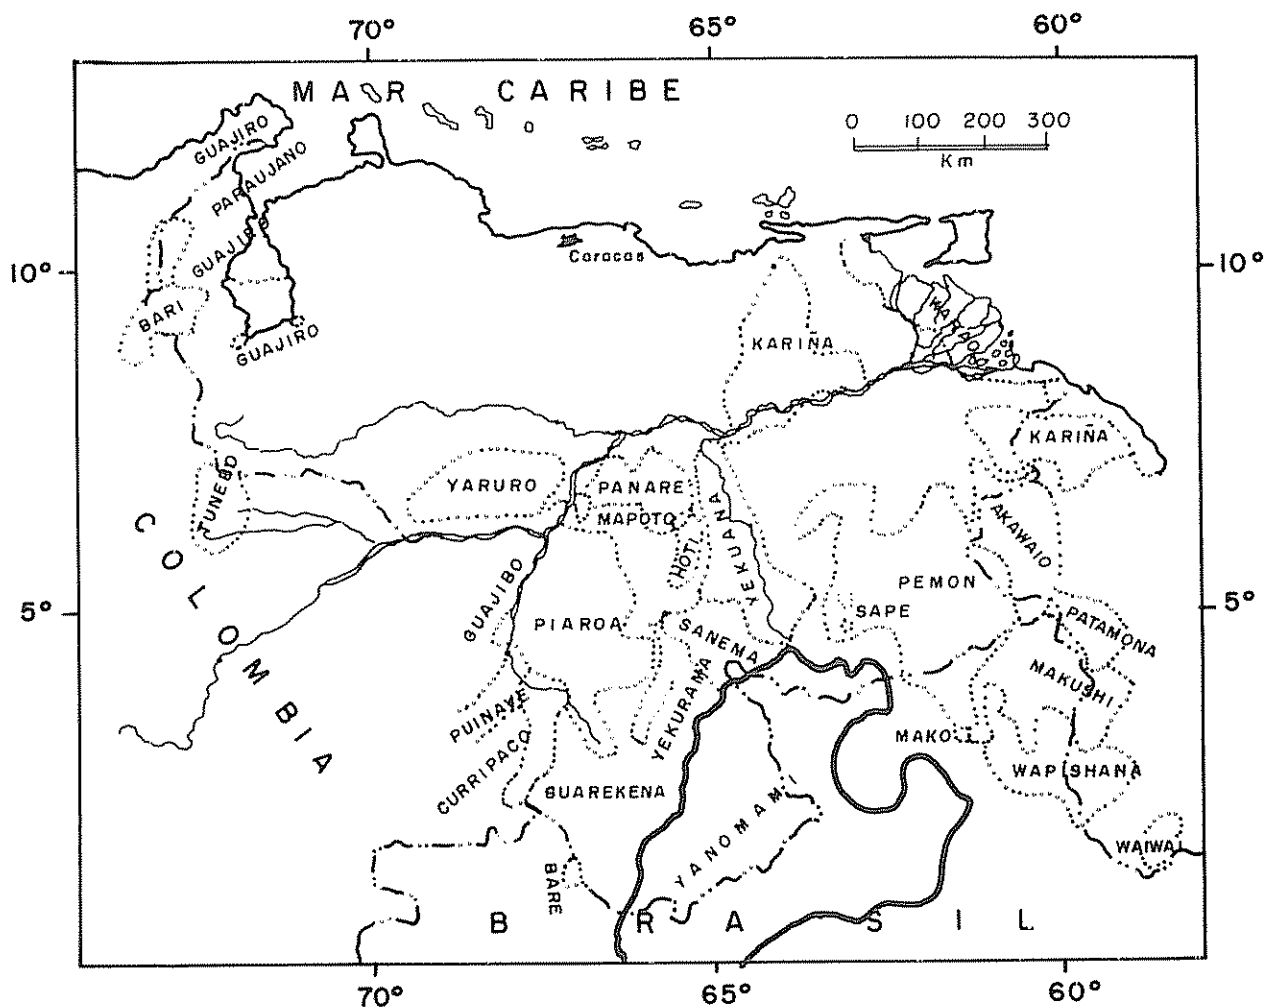 70° 65° 60°
MAR CARIBE
0 100 200 300
Km
GUAJIRO
PARAUJANO
GUAJIRO
10° 10°
Caracas
BARI
GUAJIRO
KARIÑA
KARIÑA
TUNEBO
YARURO
PANARE
MAPOTO
HOTI
YEKUANA
AKAWAIO
COLOMBIA
GUAJIBO
PEMON
5° 5°
SAPE
PIAROA
SANEMA
PATAMONA
MAKUSHI
YEKURAMA
PUINAVE
CURRIPACO
MAKO
WAPISHANA
GUAREKENA
YANOMAMI
WAIWAI
BARE
BRASIL
70° 65° 60°